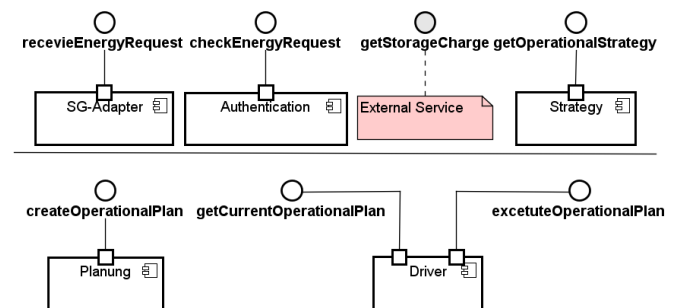 recevieEnergyRequest checkEnergyRequest getStorageCharge getOperationalStrategy
SG-Adapter Authentication External Service Strategy
createOperationalPlan getCurrentOperationalPlan excetuteOperationalPlan
Planung Driver